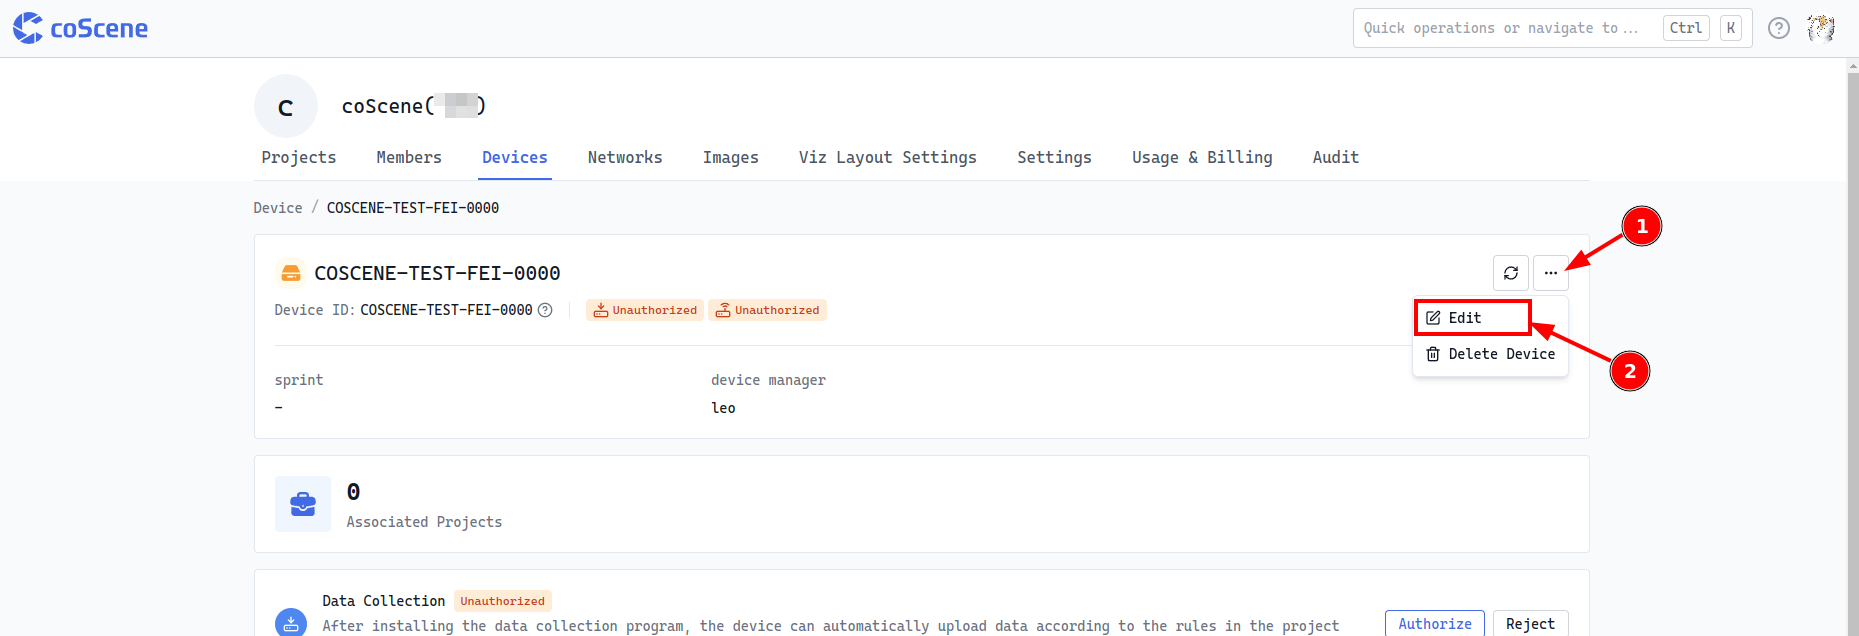 coScene
Quick operations or navigate to... Ctrl K
C
coScene( )
Projects Members Devices Networks Images Viz Layout Settings Settings Usage & Billing Audit
Device / COSCENE-TEST-FEI-0000
1
COSCENE-TEST-FEI-0000
Device ID: COSCENE-TEST-FEI-0000 Unauthorized Unauthorized
Edit
Delete Device
2
sprint device manager
– leo
0
Associated Projects
Data Collection Unauthorized
After installing the data collection program, the device can automatically upload data according to the rules in the project
Authorize Reject